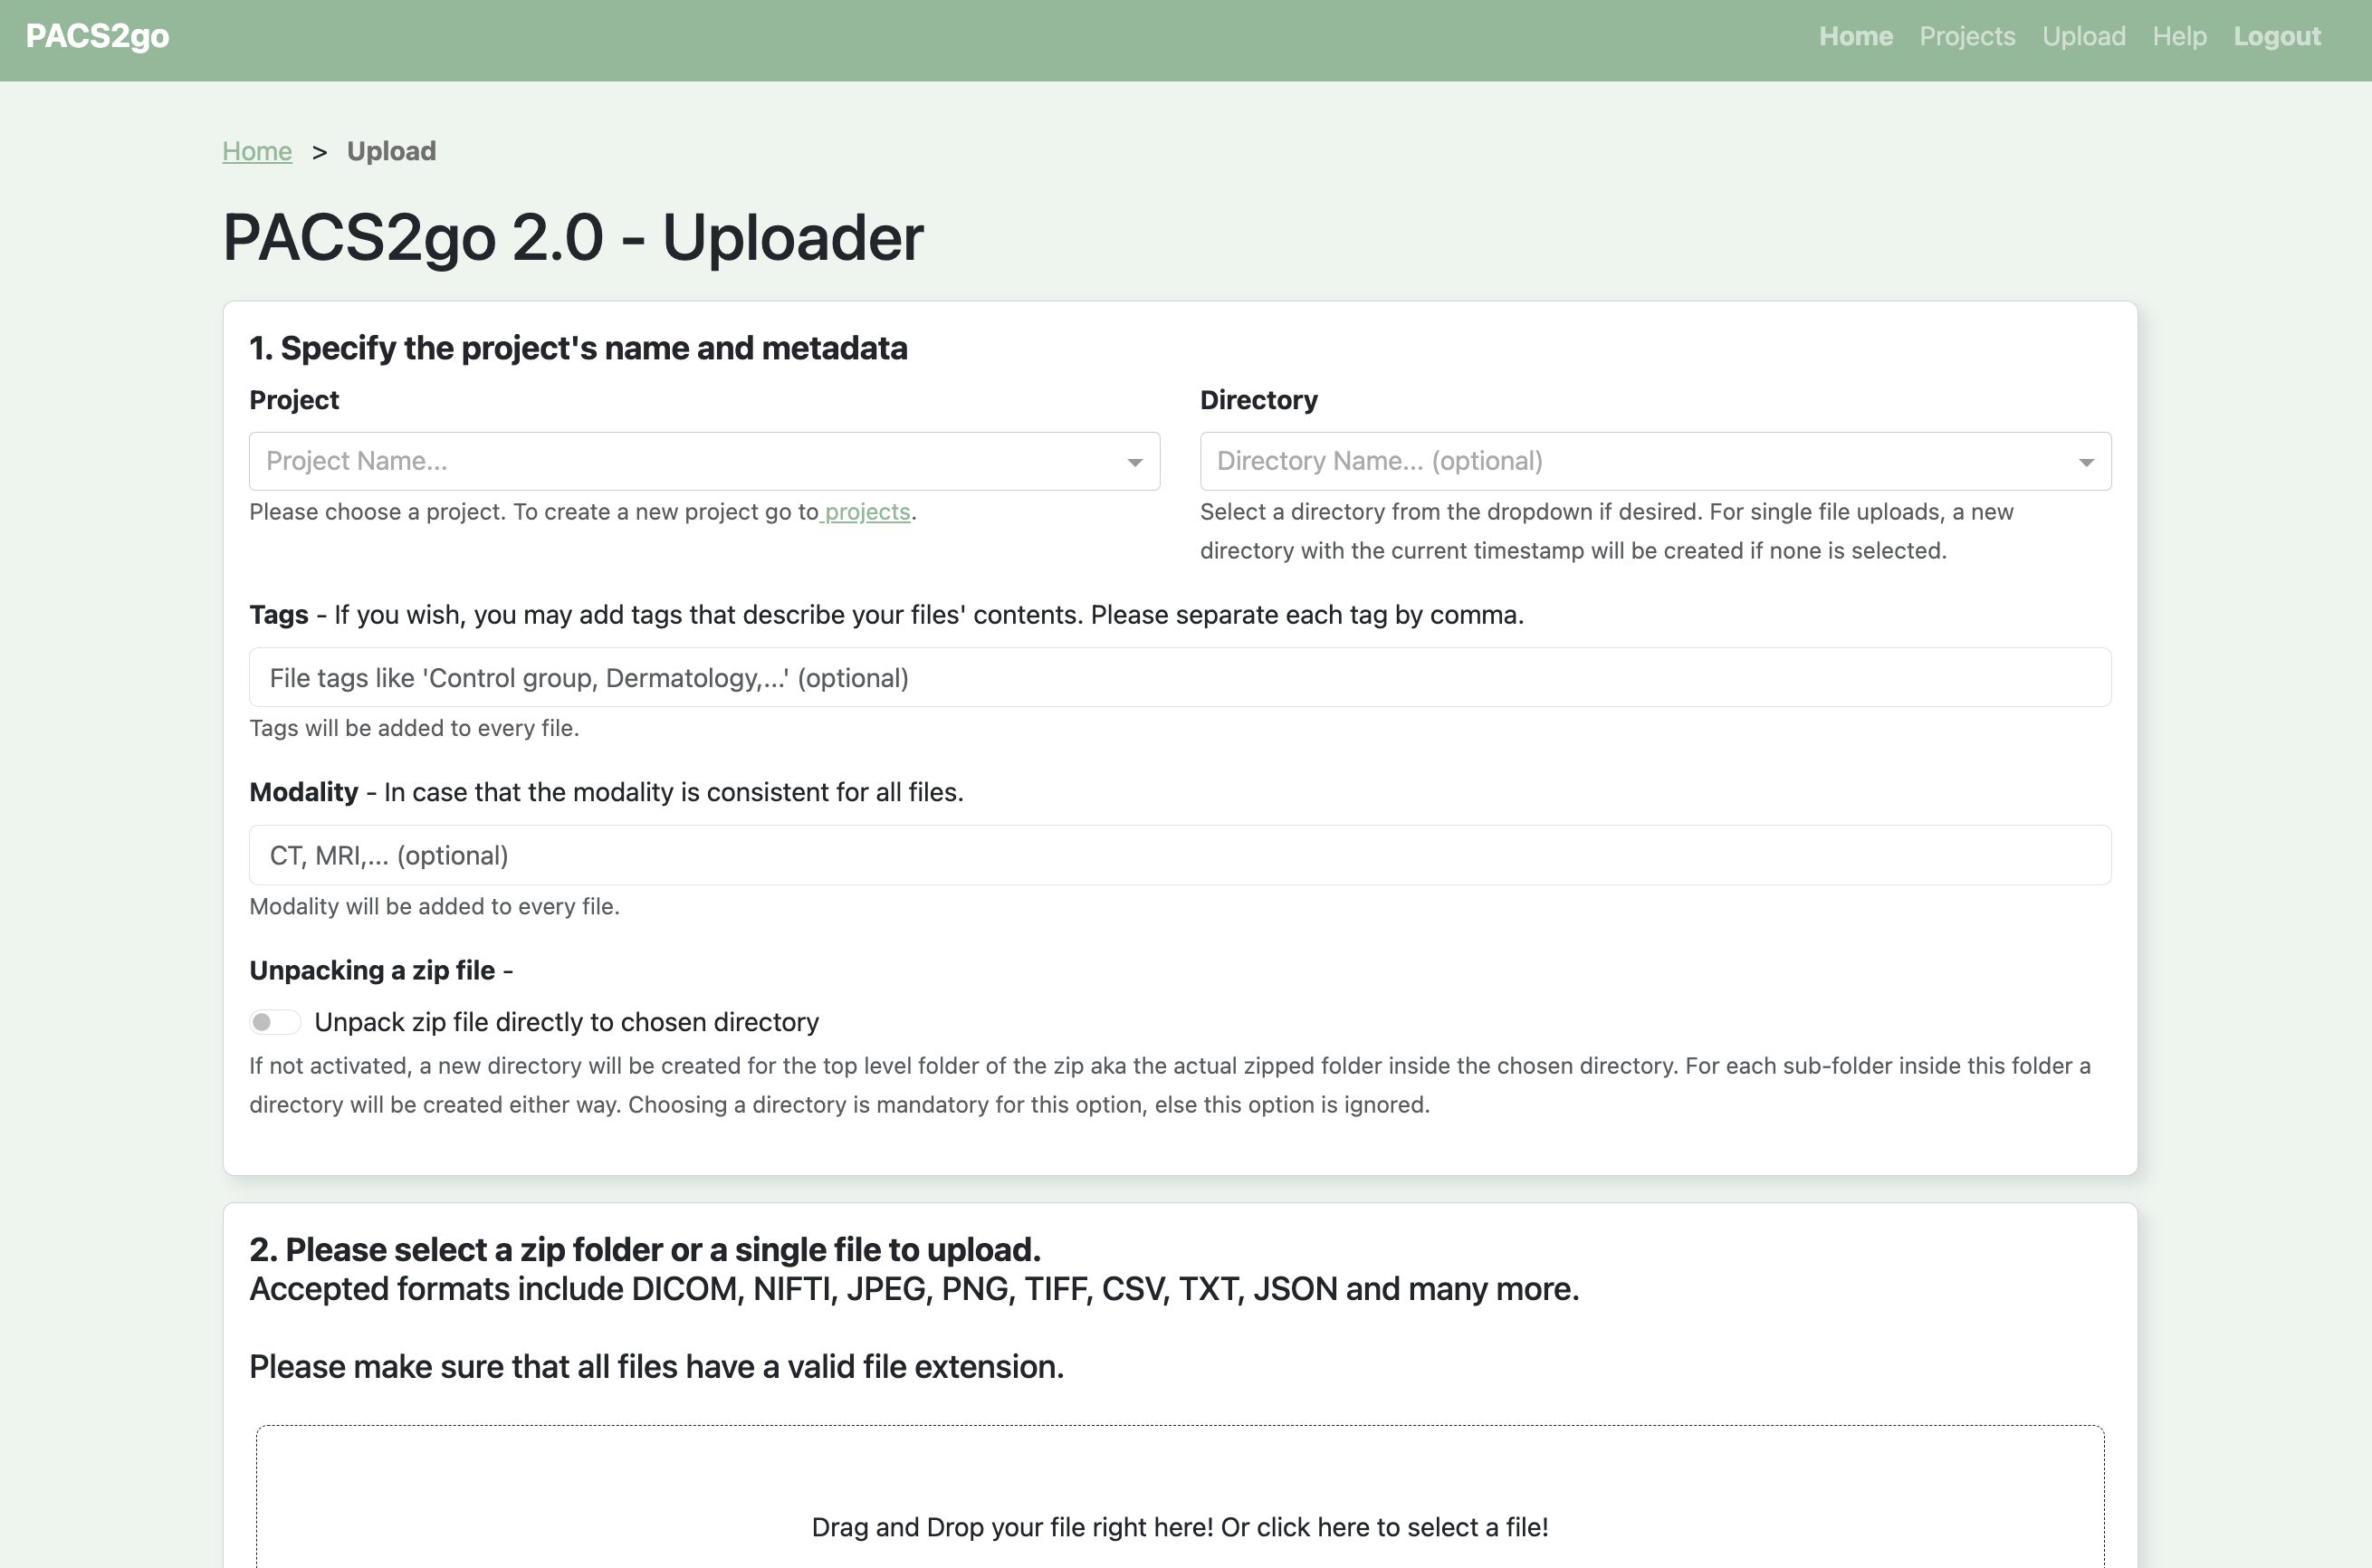 PACS2go
Home Projects Upload Help Logout
Home > Upload
PACS2go 2.0 - Uploader
1. Specify the project's name and metadata
Project
Project Name...
Please choose a project. To create a new project go to projects.
Directory
Directory Name... (optional)
Select a directory from the dropdown if desired. For single file uploads, a new
directory with the current timestamp will be created if none is selected.
Tags - If you wish, you may add tags that describe your files' contents. Please separate each tag by comma.
File tags like 'Control group, Dermatology,...' (optional)
Tags will be added to every file.
Modality - In case that the modality is consistent for all files.
CT, MRI,... (optional)
Modality will be added to every file.
Unpacking a zip file -
Unpack zip file directly to chosen directory
If not activated, a new directory will be created for the top level folder of the zip aka the actual zipped folder inside the chosen directory. For each sub-folder inside this folder a
directory will be created either way. Choosing a directory is mandatory for this option, else this option is ignored.
2. Please select a zip folder or a single file to upload.
Accepted formats include DICOM, NIFTI, JPEG, PNG, TIFF, CSV, TXT, JSON and many more.
Please make sure that all files have a valid file extension.
Drag and Drop your file right here! Or click here to select a file!